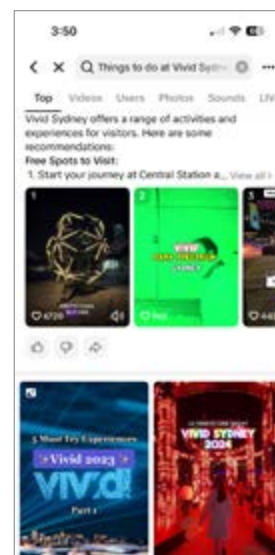 3:50
Things to do at Vivid Sydn
Top Videos Users Photos Sounds LIV
Vivid Sydney offers a range of activities and
experiences for visitors. Here are some
recommendations:
Free Spots to Visit:
1. Start your journey at Central Station a... View all
1
2
3
VIVID
SYDNEY
4720
5 Must Try Experiences
Vivid 2023
VIVID
Part 1
VIVID SYDNEY
2024